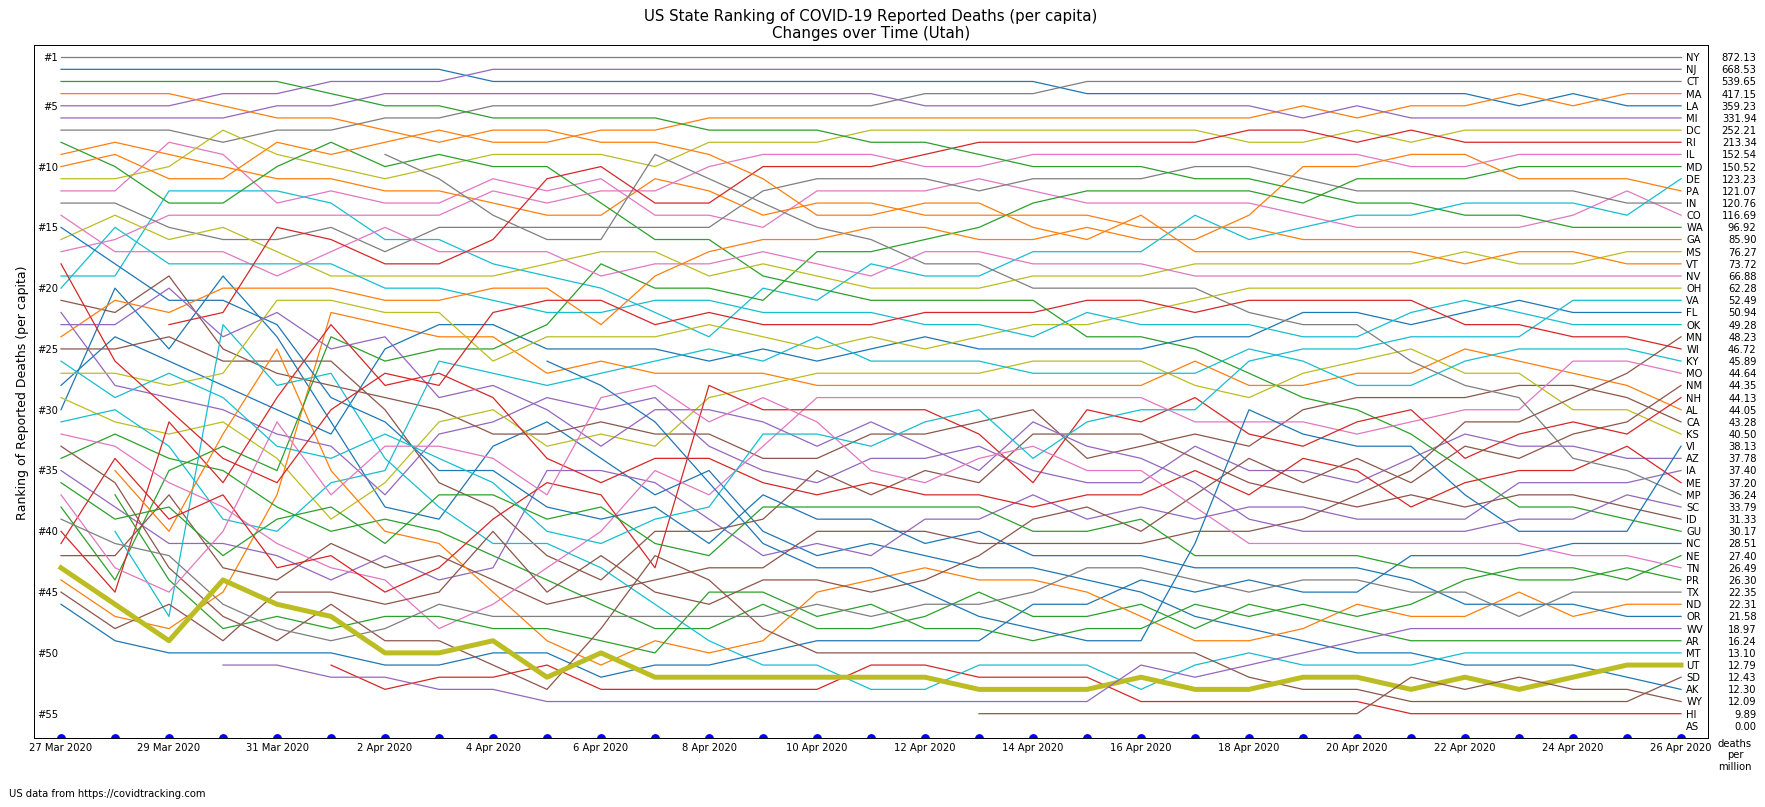 US State Ranking of COVID-19 Reported Deaths (per capita)
Changes over Time (Utah)
Ranking of Reported Deaths (per capita)
#1
#5
#10
#15
#20
#25
#30
#35
#40
#45
#50
#55
NY 872.13
NJ 668.53
CT 539.65
MA 417.15
LA 359.23
MI 331.94
DC 252.21
RI 213.34
IL 152.54
MD 150.52
DE 123.23
PA 121.07
IN 120.76
CO 116.69
WA 96.92
GA 85.90
MS 76.27
VT 73.72
NV 66.88
OH 62.28
VA 52.49
FL 50.94
OK 49.28
MN 48.23
WI 46.72
KY 45.89
MO 44.64
NM 44.35
NH 44.13
AL 44.05
CA 43.28
KS 40.50
VI 38.13
AZ 37.78
IA 37.40
ME 37.20
MP 36.24
SC 33.79
ID 31.33
GU 30.17
NC 28.51
NE 27.40
TN 26.49
PR 26.30
TX 22.35
ND 22.31
OR 21.58
WV 18.97
AR 16.24
MT 13.10
UT 12.79
SD 12.43
AK 12.30
WY 12.09
HI 9.89
AS 0.00
27 Mar 2020 29 Mar 2020 31 Mar 2020 2 Apr 2020 4 Apr 2020 6 Apr 2020 8 Apr 2020 10 Apr 2020 12 Apr 2020 14 Apr 2020 16 Apr 2020 18 Apr 2020 20 Apr 2020 22 Apr 2020 24 Apr 2020 26 Apr 2020
deaths
per
million
US data from https://covidtracking.com